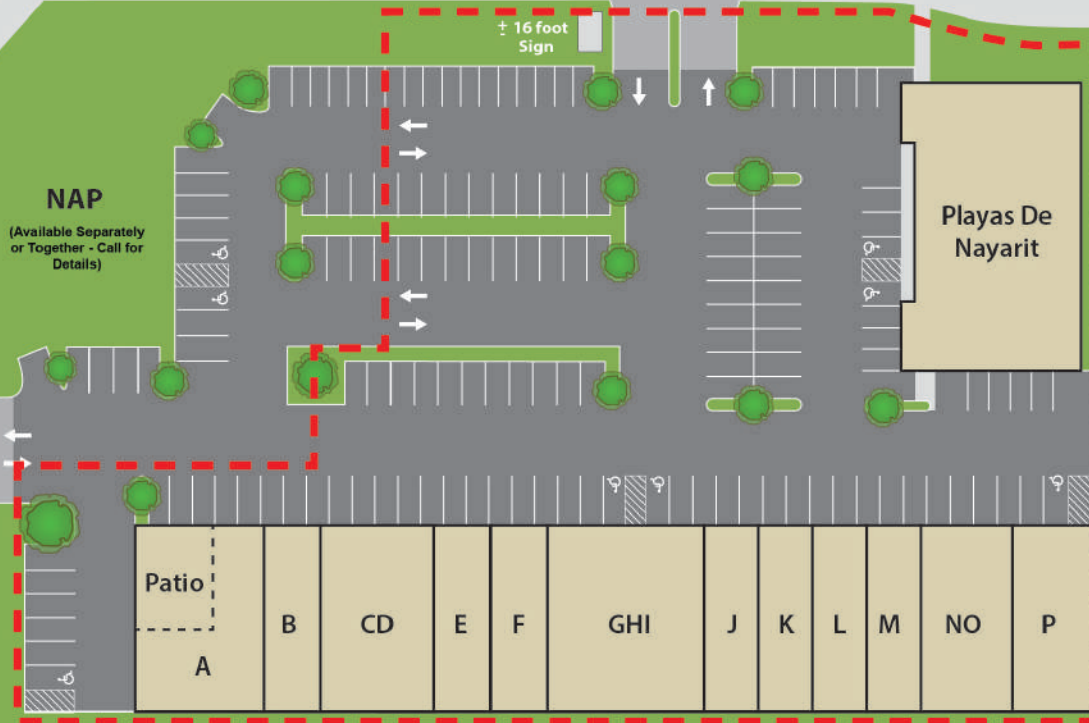 ± 16 foot
Sign
NAP
(Available Separately
or Together - Call for
Details)
Playas De
Nayarit
Patio
A
B
CD
E
F
GHI
J
K
L
M
NO
P